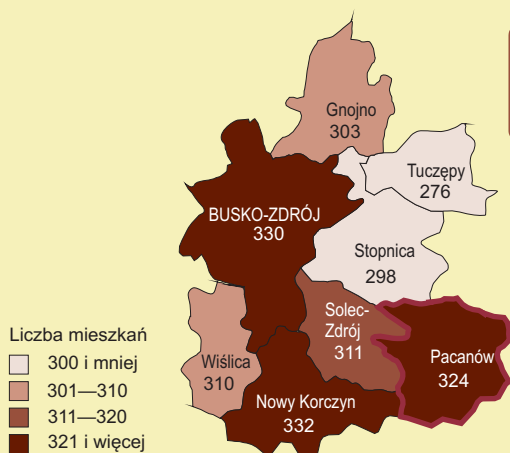 Gnojno
303
Tuczępy
276
BUSKO-ZDRÓJ
330
Stopnica
298
Solec-
Zdrój
311
Pacanów
324
Wiślica
310
Nowy Korczyn
332
Liczba mieszkań
300 i mniej
301—310
311—320
321 i więcej